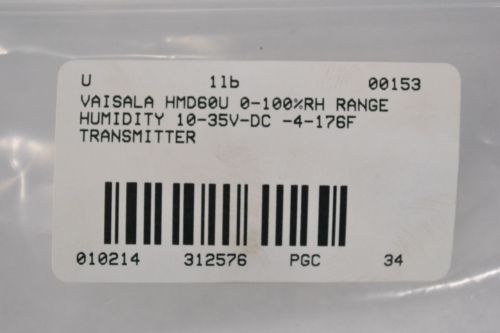 U 1lb 00153
VAISALA HMD60U 0-100%RH RANGE
HUMIDITY 10-35V-DC -4-176F
TRANSMITTER
010214 312576 PGC 34